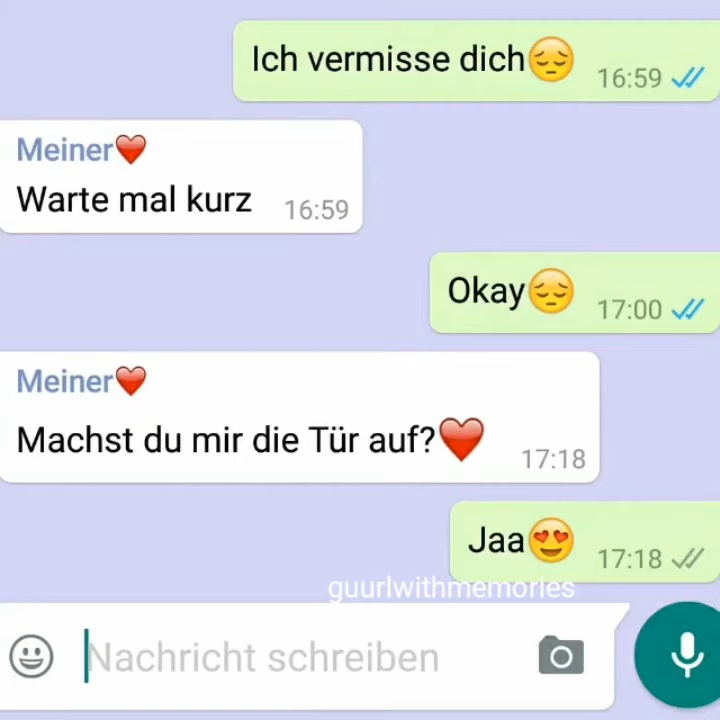 Ich vermisse dich😔 16:59
Meiner❤️
Warte mal kurz 16:59
Okay😔 17:00
Meiner❤️
Machst du mir die Tür auf?❤️ 17:18
Jaa😍 17:18
guurlwithmemories
Nachricht schreiben